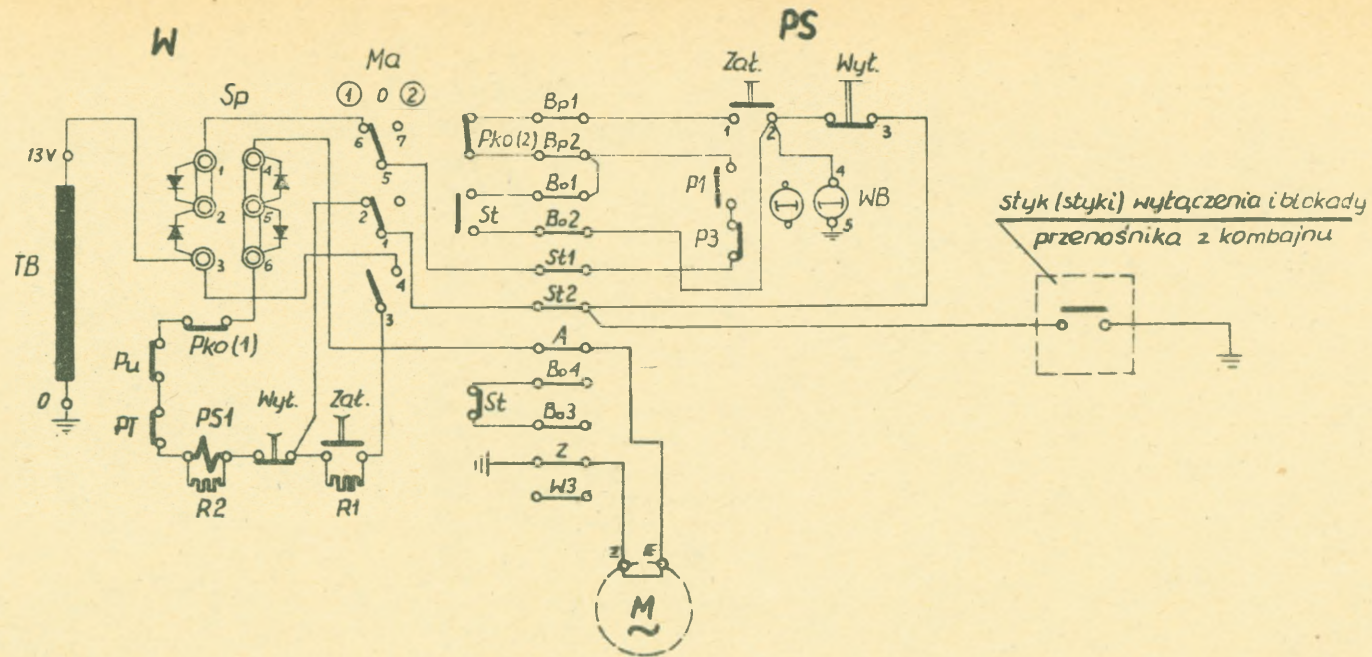 W
PS
Ma
Zał.
Wył.
Sp
1 0 2
6
7
5
Pko(2)
Bp1
1
2
3
13V
1
4
Bp2
P1
4
WB
2
5
2
St
Bo1
styk (styki) wyłączenia i blokady
przenośnika z kombajnu
1
Bo2
P3
5
TB
3
6
4
St1
3
St2
Pko(1)
A
Pu
Bo4
0
PT
PS1
Wył.
Zał.
St
Bo3
Z
R2
R1
W3
Z
E
M
~